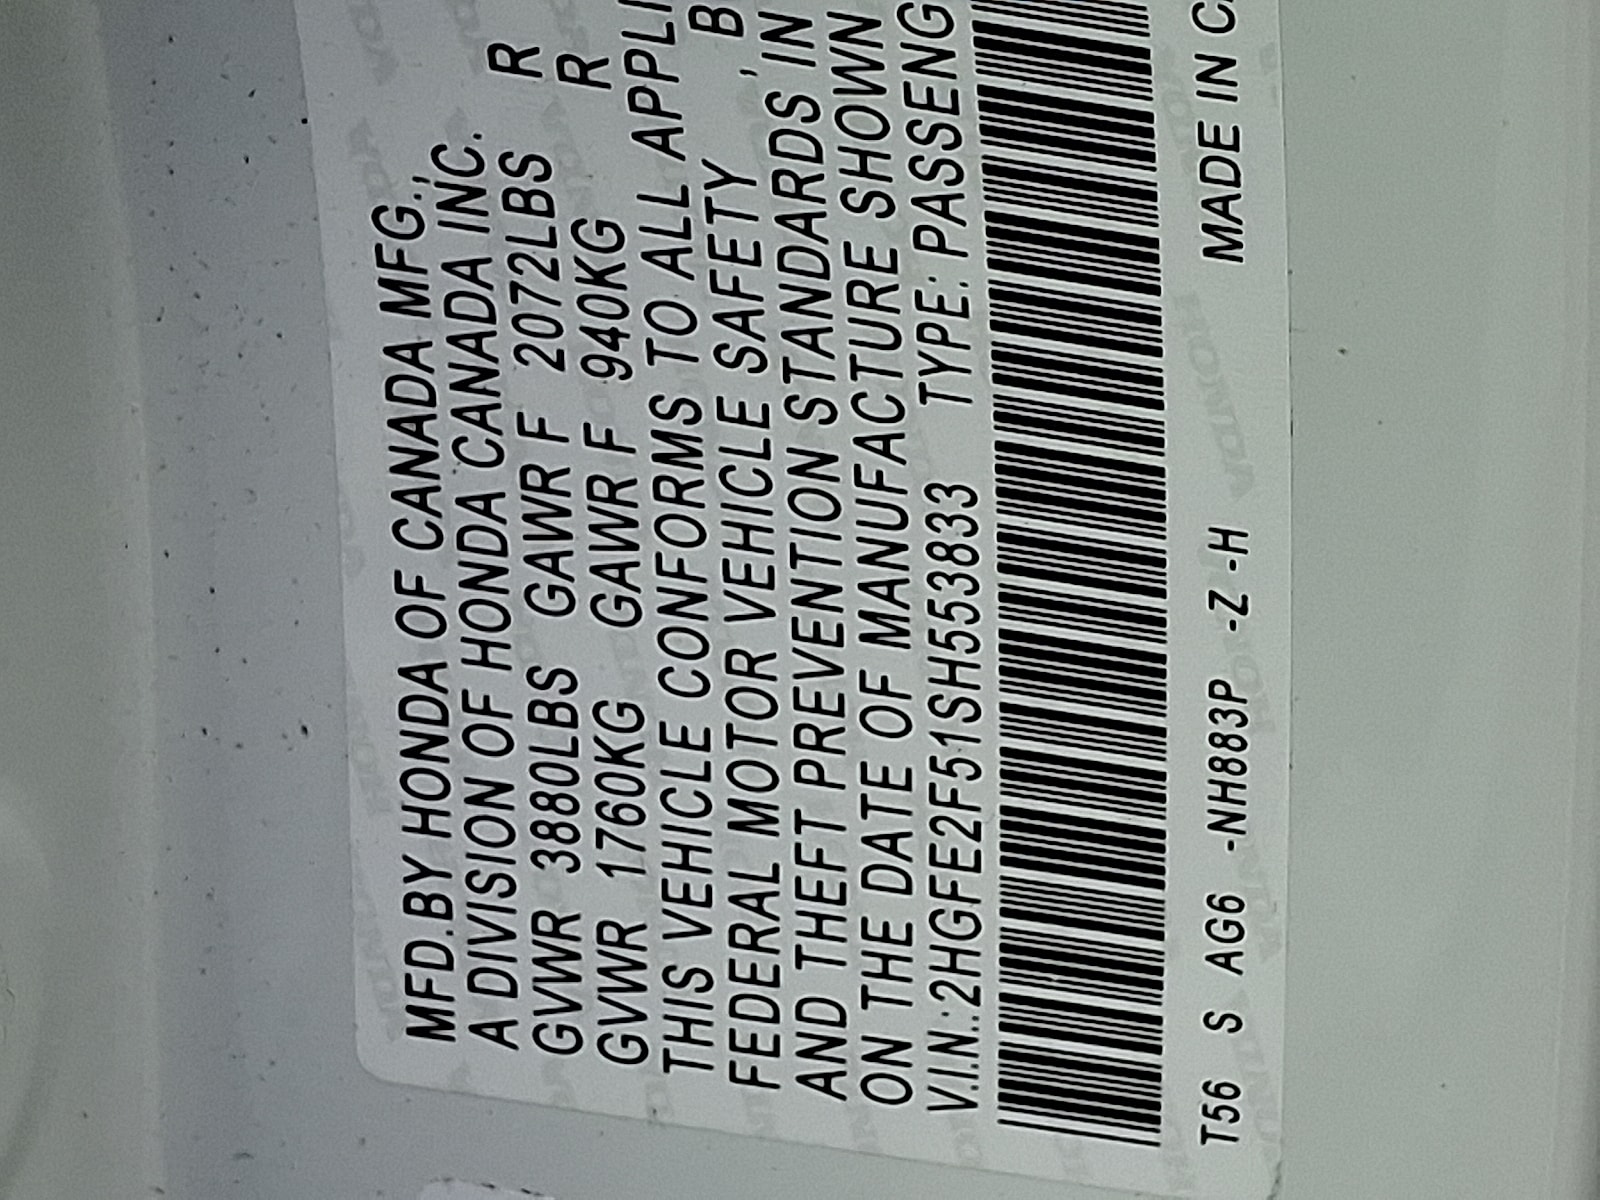 MFD.BY HONDA OF CANADA MFG.,
A DIVISION OF HONDA CANADA INC.
GVWR 3880LBS GAWR F 2072LBS R
GVWR 1760KG GAWR F 940KG R
THIS VEHICLE CONFORMS TO ALL APPLI
FEDERAL MOTOR VEHICLE SAFETY , B
AND THEFT PREVENTION STANDARDS IN
ON THE DATE OF MANUFACTURE SHOWN
V.I.N.:2HGFE2F51SH553833 TYPE: PASSENG
T56 S AG6 -NH883P -Z -H MADE IN C